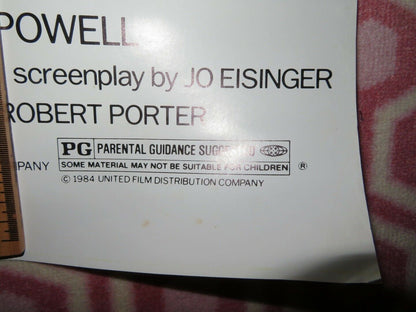 POWELL
screenplay by JO EISINGER
ROBERT PORTER
PG PARENTAL GUIDANCE SUGGESTED
MPANY SOME MATERIAL MAY NOT BE SUITABLE FOR CHILDREN ®
© 1984 UNITED FILM DISTRIBUTION COMPANY